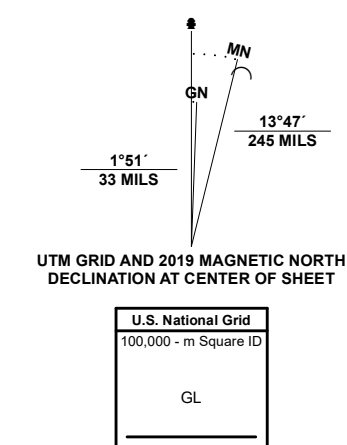 MN
GN
13°47´
245 MILS
1°51´
33 MILS
UTM GRID AND 2019 MAGNETIC NORTH
DECLINATION AT CENTER OF SHEET
U.S. National Grid
100,000 - m Square ID
GL